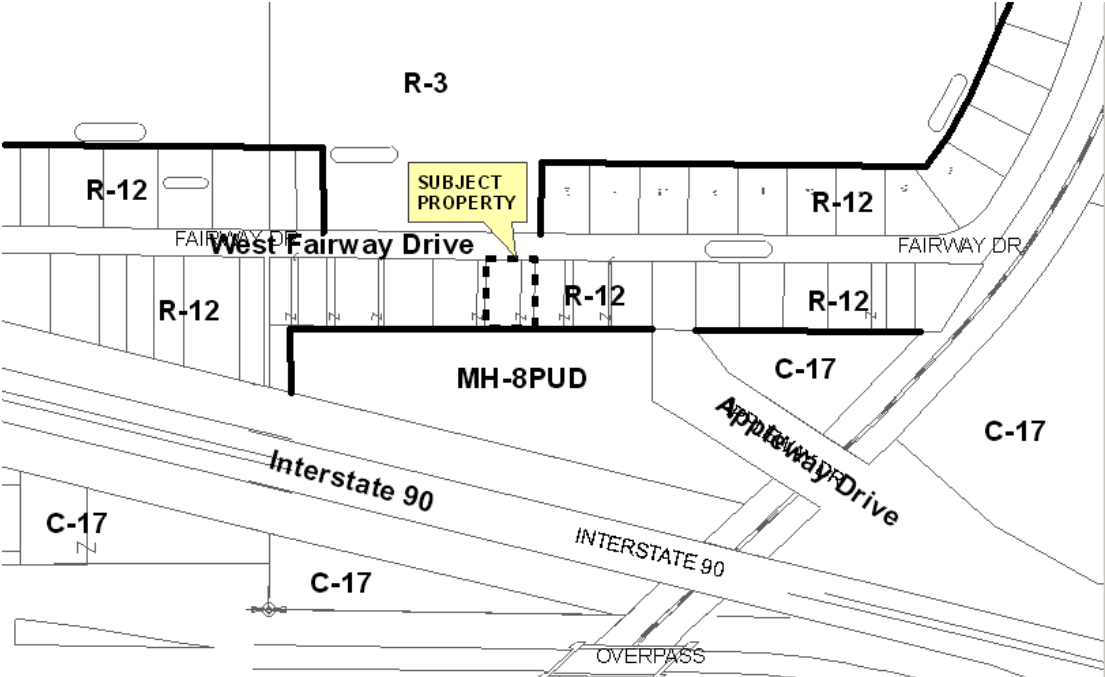 R-3
SUBJECT
PROPERTY
R-12
R-12
FAIRWAY DR
West Fairway Drive
FAIRWAY DR
R-12
R-12
R-12
MH-8PUD
C-17
Appleway Drive
C-17
Interstate 90
C-17
INTERSTATE 90
C-17
OVERPASS